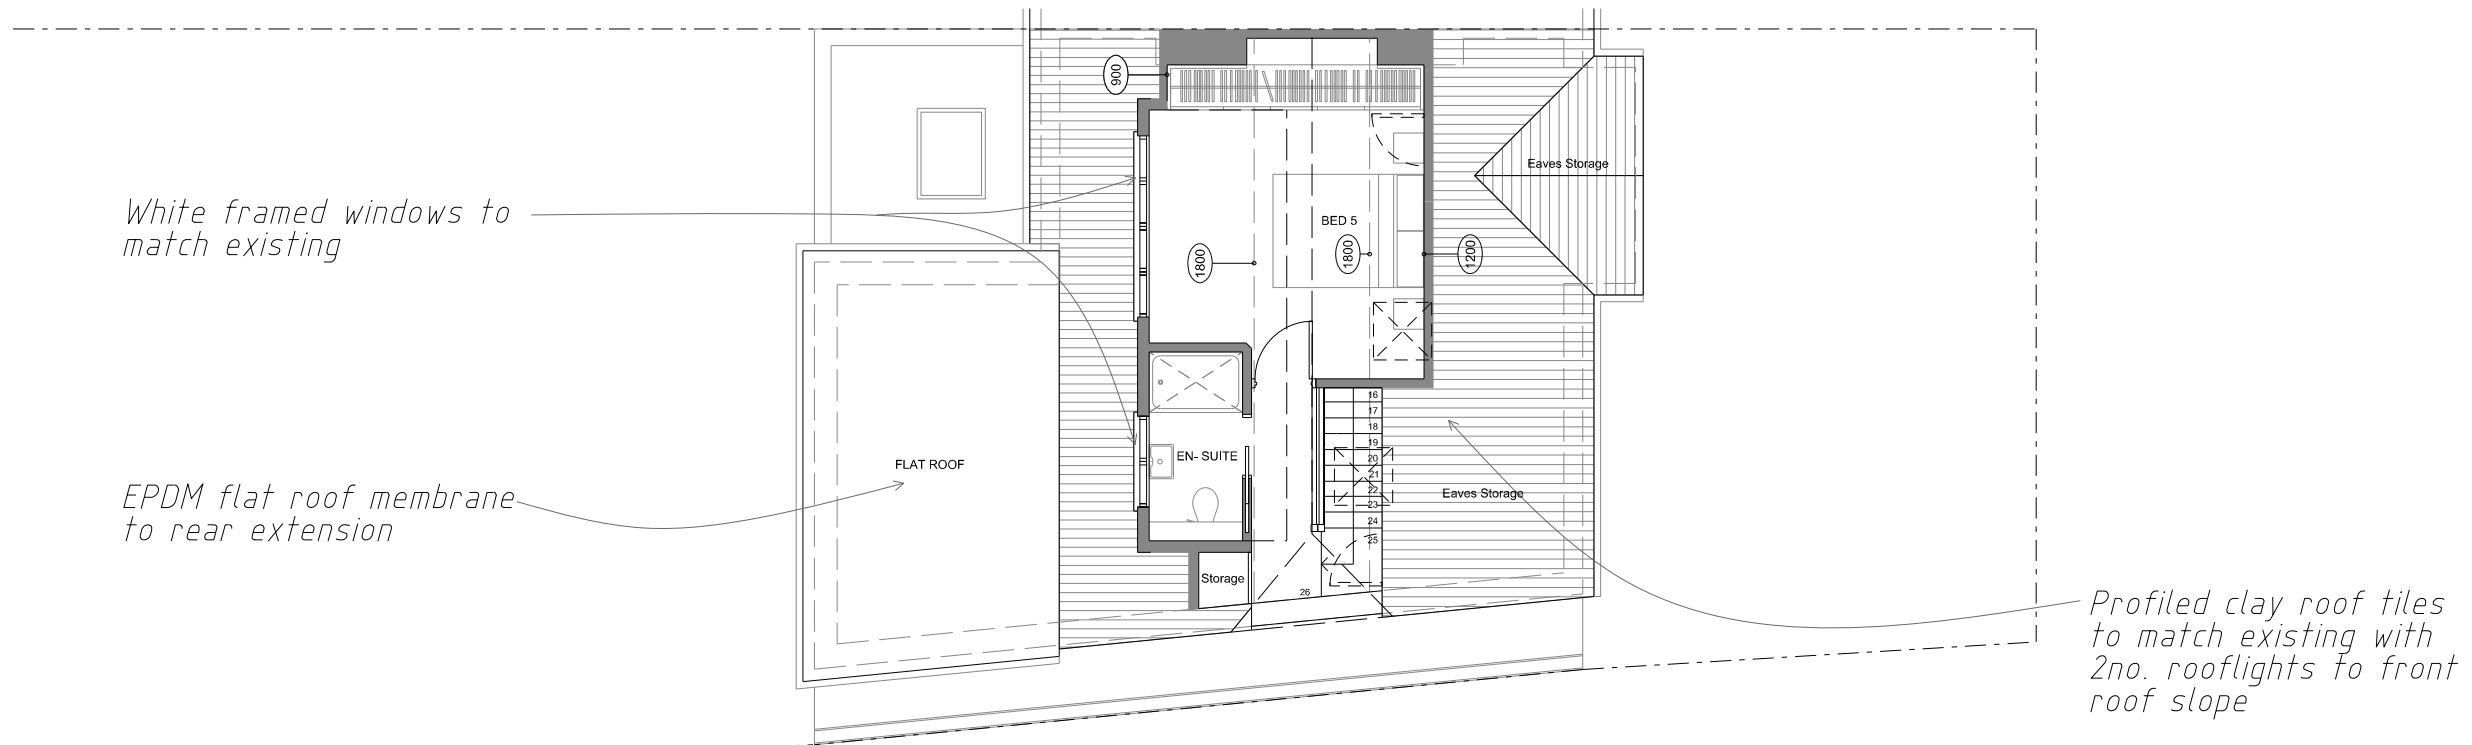 White framed windows to
match existing
EPDM flat roof membrane
to rear extension
FLAT ROOF
900
1800
BED 5
1800
1200
Eaves Storage
EN- SUITE
Storage
16
17
18
19
20
21
22
23
24
25
26
Eaves Storage
Profiled clay roof tiles
to match existing with
2no. rooflights to front
roof slope